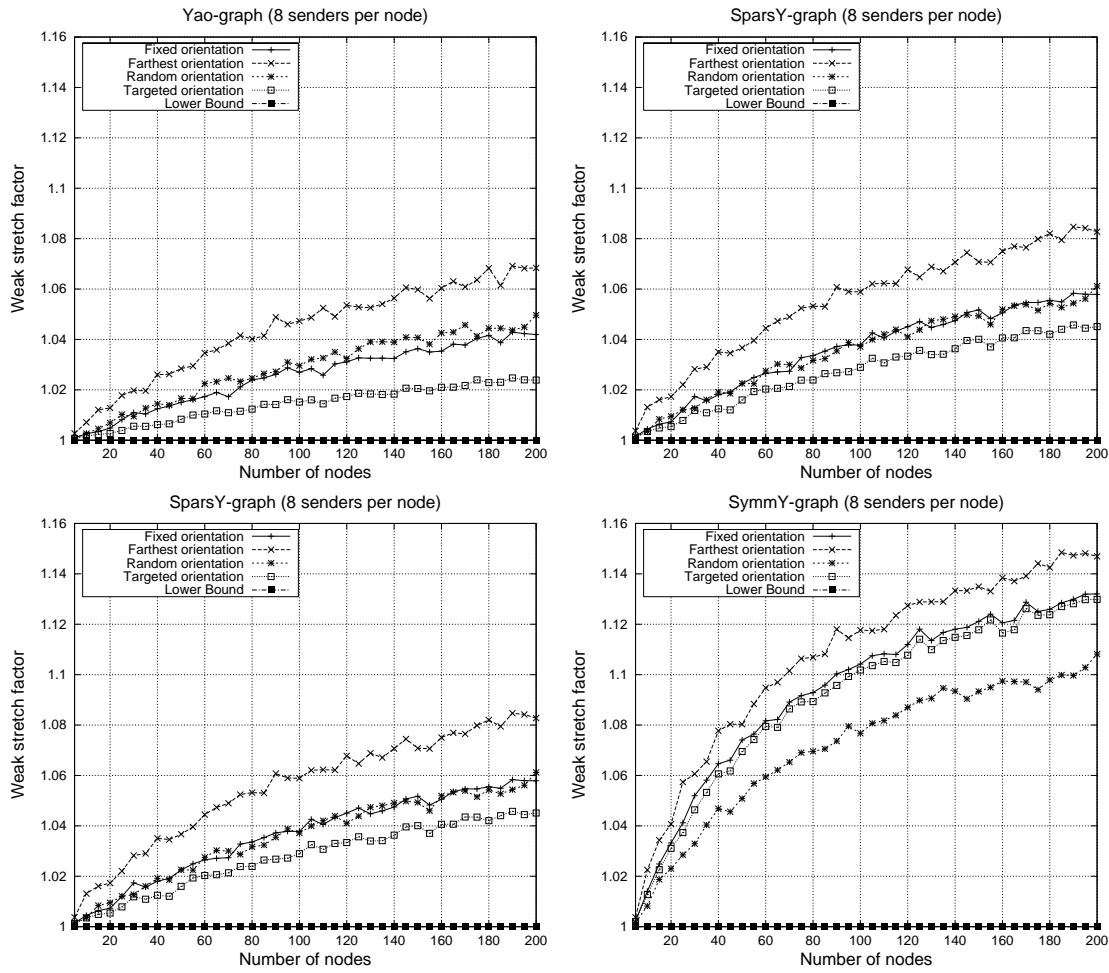 Yao-graph (8 senders per node)
1.16
1.14
1.12
1.1
1.08
1.06
1.04
1.02
1
Weak stretch factor
Fixed orientation
Farthest orientation
Random orientation
Targeted orientation
Lower Bound
20 40 60 80 100 120 140 160 180 200
Number of nodes
SparsY-graph (8 senders per node)
1.16
1.14
1.12
1.1
1.08
1.06
1.04
1.02
1
Weak stretch factor
Fixed orientation
Farthest orientation
Random orientation
Targeted orientation
Lower Bound
20 40 60 80 100 120 140 160 180 200
Number of nodes
SparsY-graph (8 senders per node)
1.16
1.14
1.12
1.1
1.08
1.06
1.04
1.02
1
Weak stretch factor
Fixed orientation
Farthest orientation
Random orientation
Targeted orientation
Lower Bound
20 40 60 80 100 120 140 160 180 200
Number of nodes
SymmY-graph (8 senders per node)
1.16
1.14
1.12
1.1
1.08
1.06
1.04
1.02
1
Weak stretch factor
Fixed orientation
Farthest orientation
Random orientation
Targeted orientation
Lower Bound
20 40 60 80 100 120 140 160 180 200
Number of nodes